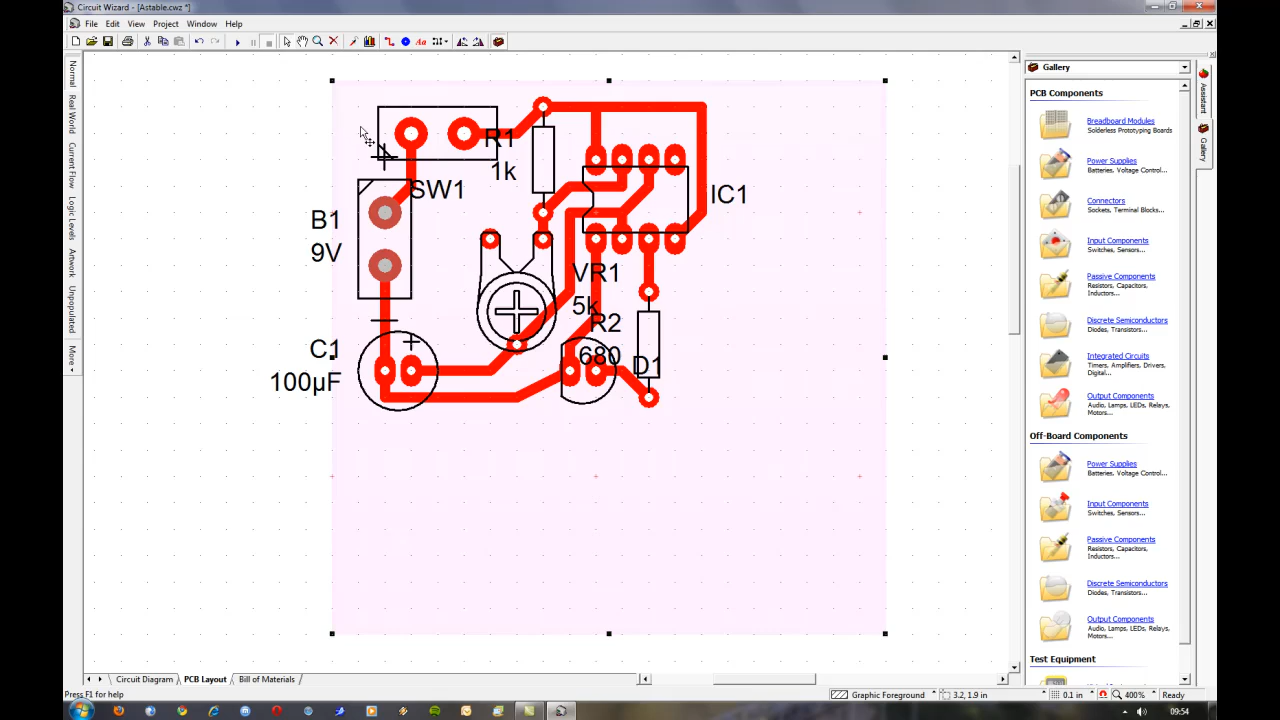 Circuit Wizard - [Astable.cwz *]
File Edit View Project Window Help
Aa
Gallery
Normal
Real World
Current Flow
Logic Levels
Artwork
Unpopulated
More
Assistant
Gallery
PCB Components
Breadboard Modules
Solderless Prototyping Boards
Power Supplies
Batteries, Voltage Control...
Connectors
Sockets, Terminal Blocks...
Input Components
Switches, Sensors...
Passive Components
Resistors, Capacitors, Inductors...
Discrete Semiconductors
Diodes, Transistors...
Integrated Circuits
Timers, Amplifiers, Drivers, Digital...
Output Components
Audio, Lamps, LEDs, Relays, Motors...
Off-Board Components
Power Supplies
Batteries, Voltage Control...
Input Components
Switches, Sensors...
Passive Components
Resistors, Capacitors, Inductors...
Discrete Semiconductors
Diodes, Transistors...
Output Components
Audio, Lamps, LEDs, Relays, Motors...
Test Equipment
R1
1k
SW1
IC1
B1
9V
VR1
5k
R2
680
D1
C1
100µF
+
Circuit Diagram PCB Layout Bill of Materials
Press F1 for help
Graphic Foreground 3.2, 1.9 in 0.1 in 400% Ready
09:54